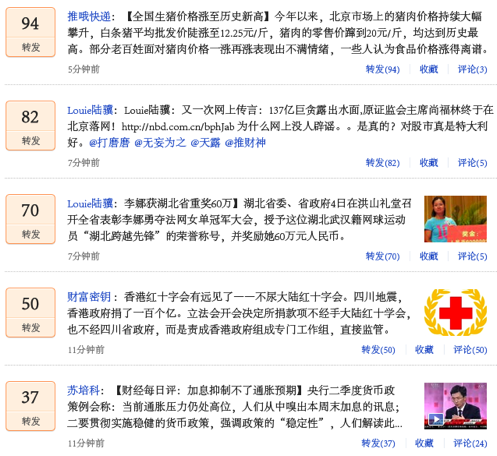 94
转发
推哦快递：【全国生猪价格涨至历史新高】今年以来，北京市场上的猪肉价格持续大幅
攀升，白条猪平均批发价陡涨至12.25元/斤，猪肉的零售价蹿到20元/斤，均达到历史最
高。部分老百姓面对猪肉价格一涨再涨表现出不满情绪，一些人认为食品价格涨得离谱。
5分钟前
转发(94) 收藏 评论(3)
82
转发
Louie陆骥：Louie陆骥：又一次网上传言：137亿巨贪露出水面,原证监会主席尚福林终于在
北京落网！http://nbd.com.cn/bphJab 为什么网上没人辟谣。。是真的？对股市真是特大利
好。@打磨磨 @无妄为之 @天露 @推财神
7分钟前
转发(82) 收藏 评论(5)
70
转发
Louie陆骥：李娜获湖北省重奖60万】湖北省委、省政府4日在洪山礼堂召
开全省表彰李娜勇夺法网女单冠军大会，授予这位湖北武汉籍网球运动
员“湖北跨越先锋”的荣誉称号，并奖励她60万元人民币。
7分钟前
转发(70) 收藏 评论(5)
50
转发
财富密钥：香港红十字会有远见了一一不尿大陆红十字会。四川地震，
香港政府捐了一百个亿。立法会开会决定所捐款项不经手大陆红十学会，
也不经四川省政府，而是责成香港政府组成专门工作组，直接监管。
11分钟前
转发(50) 收藏 评论(50)
37
转发
苏培科：【财经每日评：加息抑制不了通胀预期】央行二季度货币政
策例会称：当前通胀压力仍处高位，人们从中嗅出本周末加息的讯息；
二要贯彻实施稳健的货币政策，强调政策的“稳定性”，人们解读此...
11分钟前
转发(37) 收藏 评论(24)